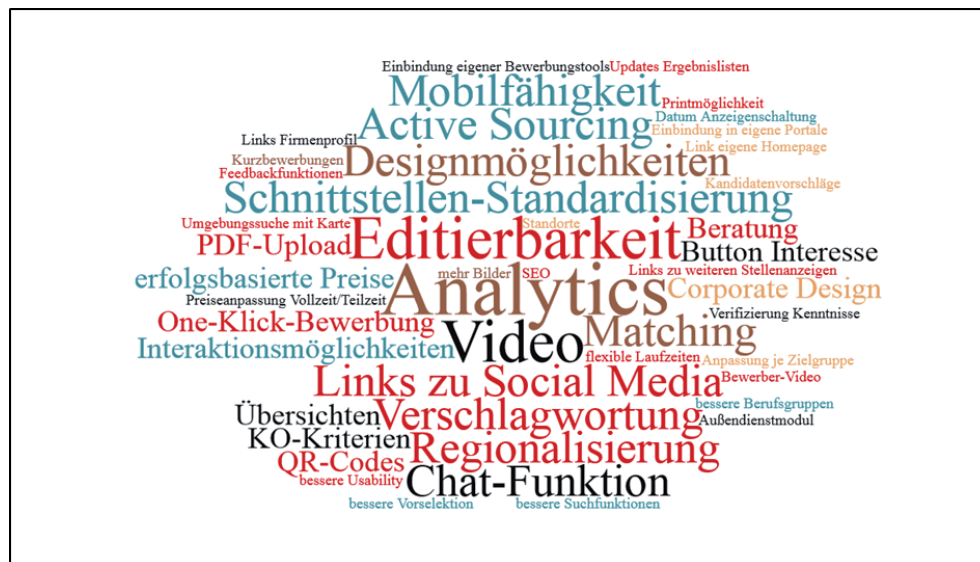 Einbindung eigener Bewerbungstools Updates Ergebnislisten
Mobilfähigkeit Printmöglichkeit
Active Sourcing Datum Anzeigenschaltung
Einbindung in eigene Portale
Links Firmenprofil Link eigene Homepage
Kurzbewerbungen Designmöglichkeiten
Feedbackfunktionen Kandidatenvorschläge
Schnittstellen-Standardisierung
Umgebungssuche mit Karte Standorte Beratung
PDF-Upload Editierbarkeit Button Interesse
erfolgsbasierte Preise mehr Bilder SEO Links zu weiteren Stellenanzeigen
Preiseanpassung Vollzeit/Teilzeit Analytics Corporate Design
One-Klick-Bewerbung Verifizierung Kenntnisse
Interaktionsmöglichkeiten Video Matching
flexible Laufzeiten Anpassung je Zielgruppe
Links zu Social Media Bewerber-Video
Übersichten Verschlagwortung bessere Berufsgruppen
Außendienstmodul
KO-Kriterien Regionalisierung
QR-Codes
bessere Usability Chat-Funktion
bessere Vorselektion bessere Suchfunktionen